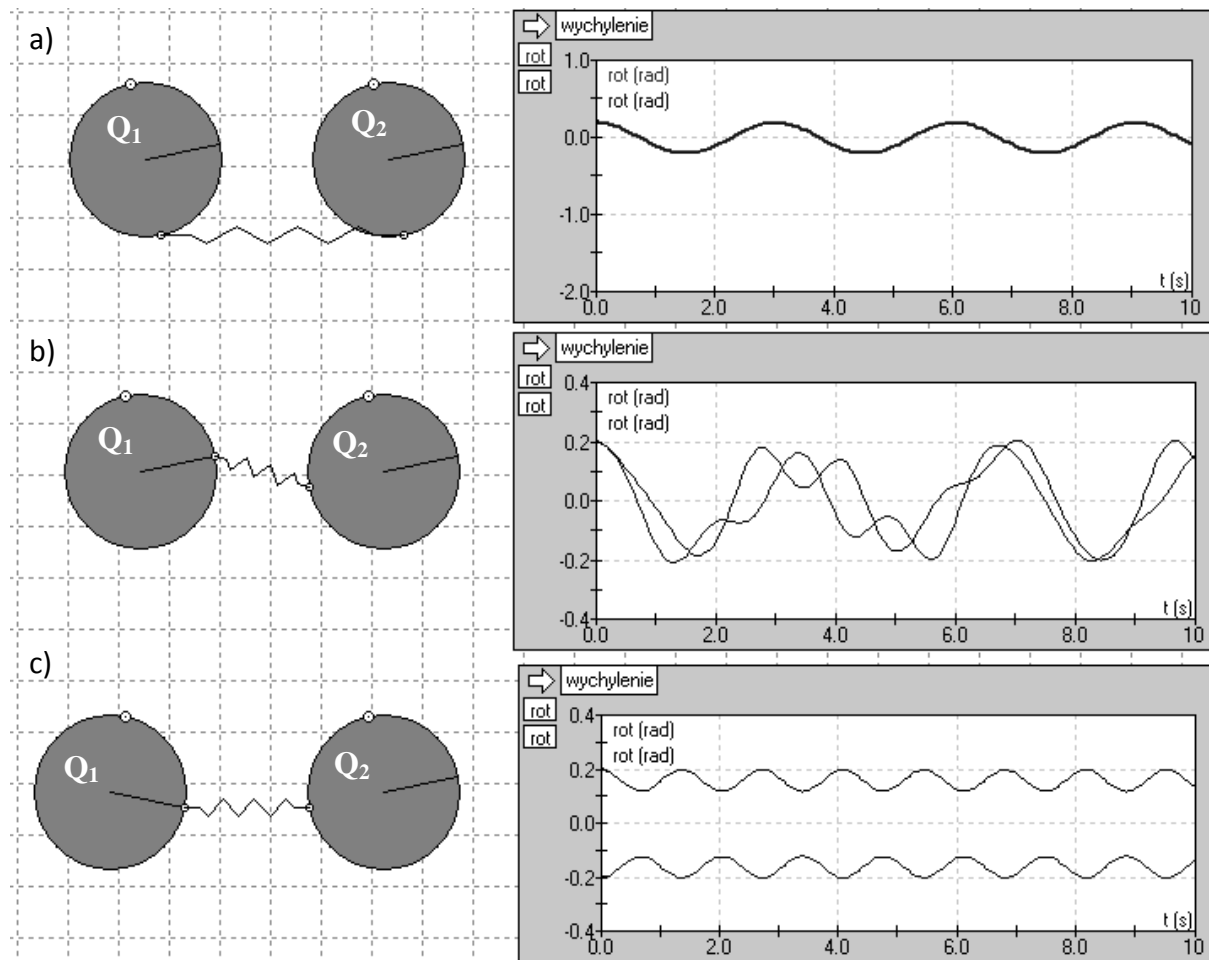 a)
Q1
Q2
wychylenie
rot
rot
rot (rad)
rot (rad)
1.0
0.0
-1.0
-2.0
0.0 2.0 4.0 6.0 8.0 10
t (s)
b)
Q1
Q2
wychylenie
rot
rot
rot (rad)
rot (rad)
0.4
0.2
0.0
-0.2
-0.4
0.0 2.0 4.0 6.0 8.0 10
t (s)
c)
Q1
Q2
wychylenie
rot
rot
rot (rad)
rot (rad)
0.4
0.2
0.0
-0.2
-0.4
0.0 2.0 4.0 6.0 8.0 10
t (s)